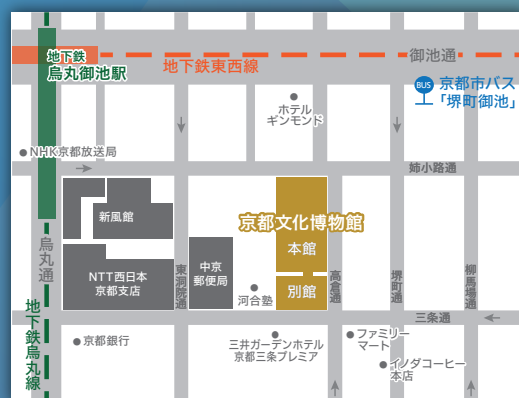 地下鉄
烏丸御池駅
地下鉄東西線
御池通
BUS
京都市バス
「堺町御池」
ホテル
ギンモンド
NHK京都放送局
姉小路通
新風館
京都文化博物館
本館
別館
烏丸通
NTT西日本
京都支店
東洞院通
中京
郵便局
河合塾
高倉通
堺町通
柳馬場通
地下鉄烏丸線
三条通
京都銀行
三井ガーデンホテル
京都三条プレミア
ファミリー
マート
イノダコーヒー
本店